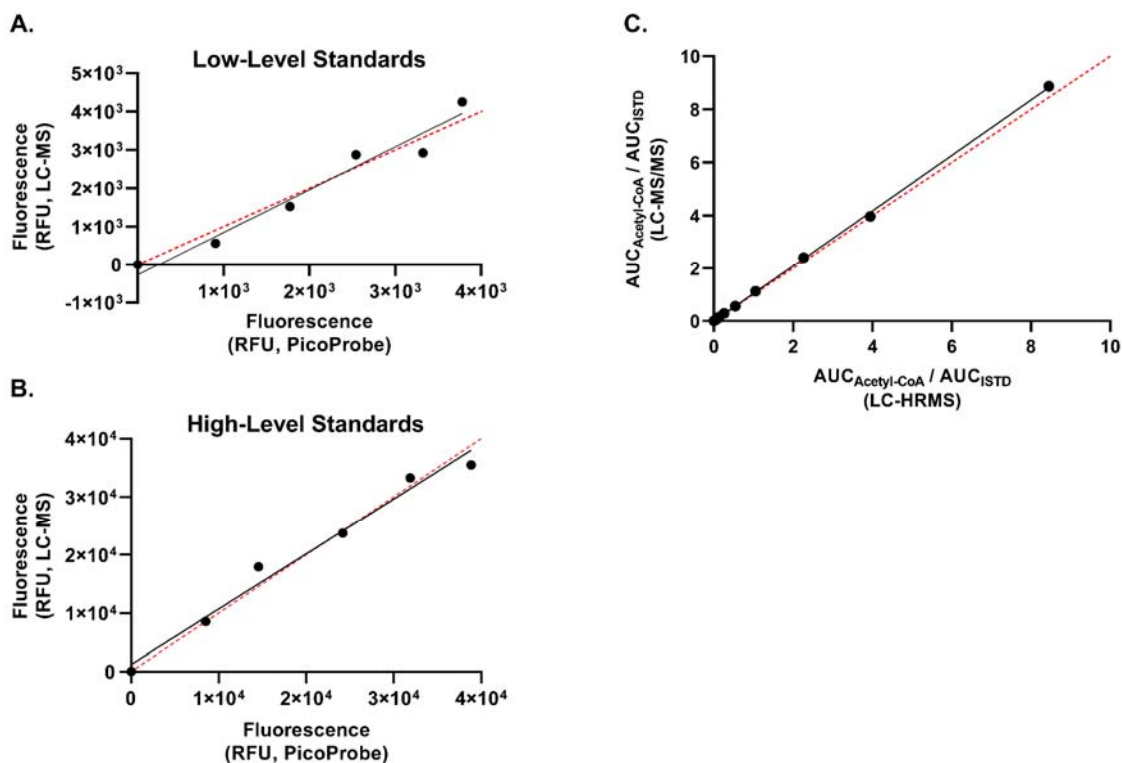 A.
Low-Level Standards
5×10³
4×10³
3×10³
2×10³
1×10³
0
-1×10³
Fluorescence
(RFU, LC-MS)
1×10³ 2×10³ 3×10³ 4×10³
Fluorescence
(RFU, PicoProbe)
B.
High-Level Standards
4×10⁴
3×10⁴
2×10⁴
1×10⁴
0
Fluorescence
(RFU, LC-MS)
0 1×10⁴ 2×10⁴ 3×10⁴ 4×10⁴
Fluorescence
(RFU, PicoProbe)
C.
10
8
6
4
2
0
AUCAcetyl-CoA / AUCISTD
(LC-MS/MS)
0 2 4 6 8 10
AUCAcetyl-CoA / AUCISTD
(LC-HRMS)